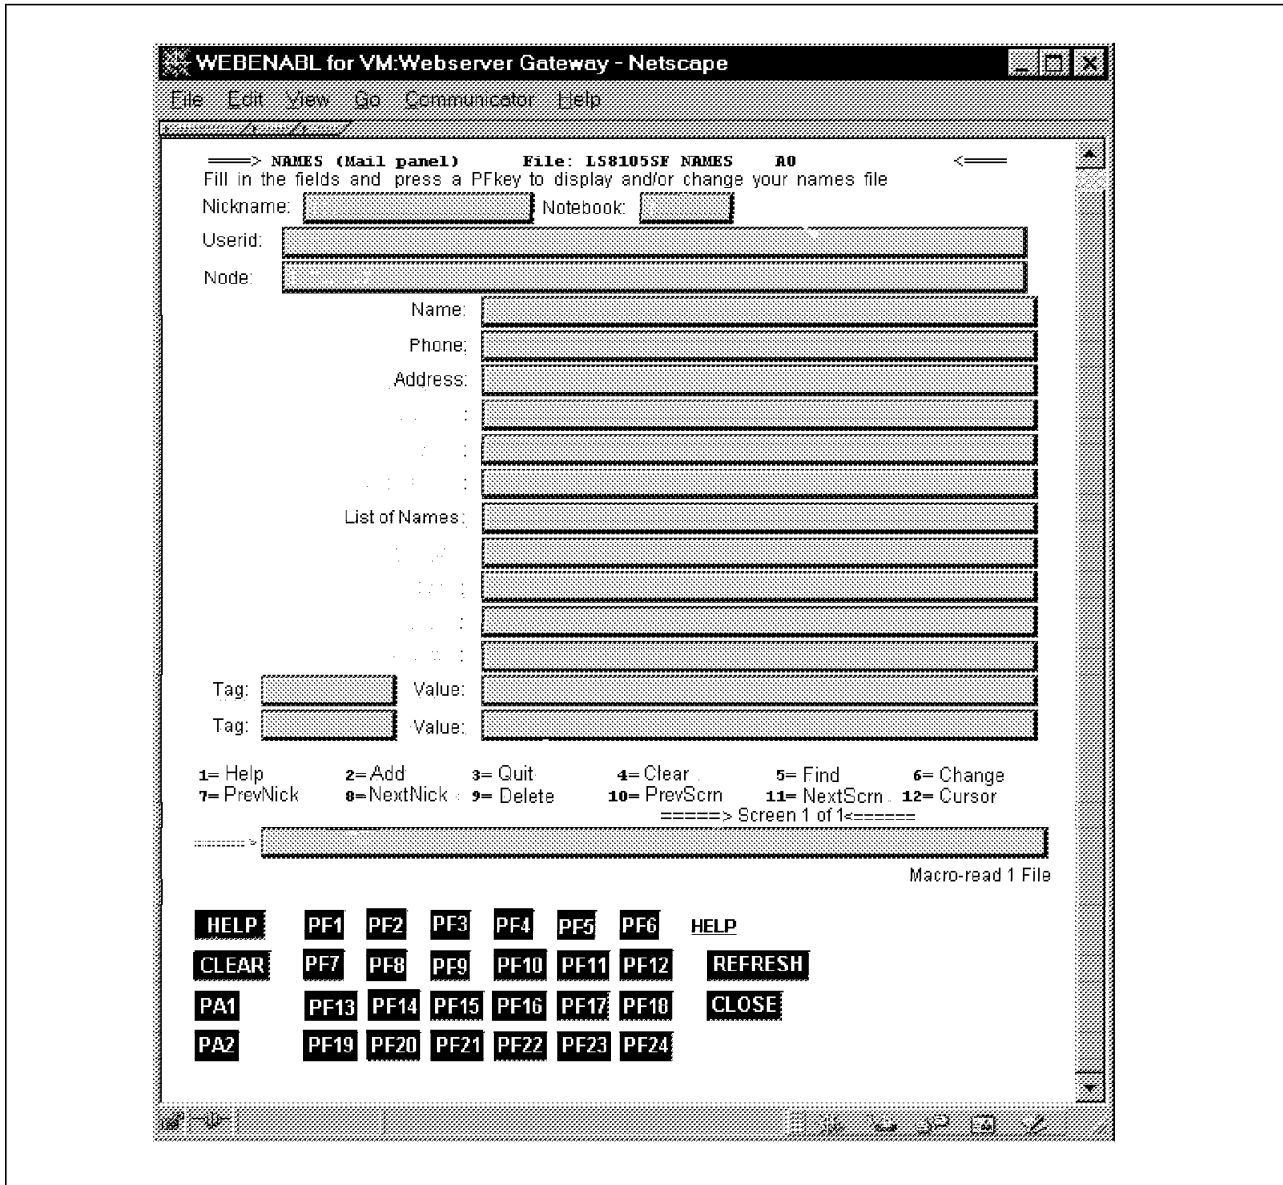 WEBENABL for VM:Webserver Gateway - Netscape
File Edit View Go Communicator Help
====> NAMES (Mail panel) File: LS8105SF NAMES A0 <====
Fill in the fields and press a PFkey to display and/or change your names file
Nickname: Notebook:
Userid:
Node:
Name:
Phone:
Address:
:
:
:
List of Names:
:
:
:
Tag: Value:
Tag: Value:
1= Help 2= Add 3= Quit 4= Clear 5= Find 6= Change
7= PrevNick 8= NextNick 9= Delete 10= PrevScrn 11= NextScrn 12= Cursor
=====> Screen 1 of 1<======
>
Macro-read 1 File
HELP PF1 PF2 PF3 PF4 PF5 PF6 HELP
CLEAR PF7 PF8 PF9 PF10 PF11 PF12 REFRESH
PA1 PF13 PF14 PF15 PF16 PF17 PF18 CLOSE
PA2 PF19 PF20 PF21 PF22 PF23 PF24